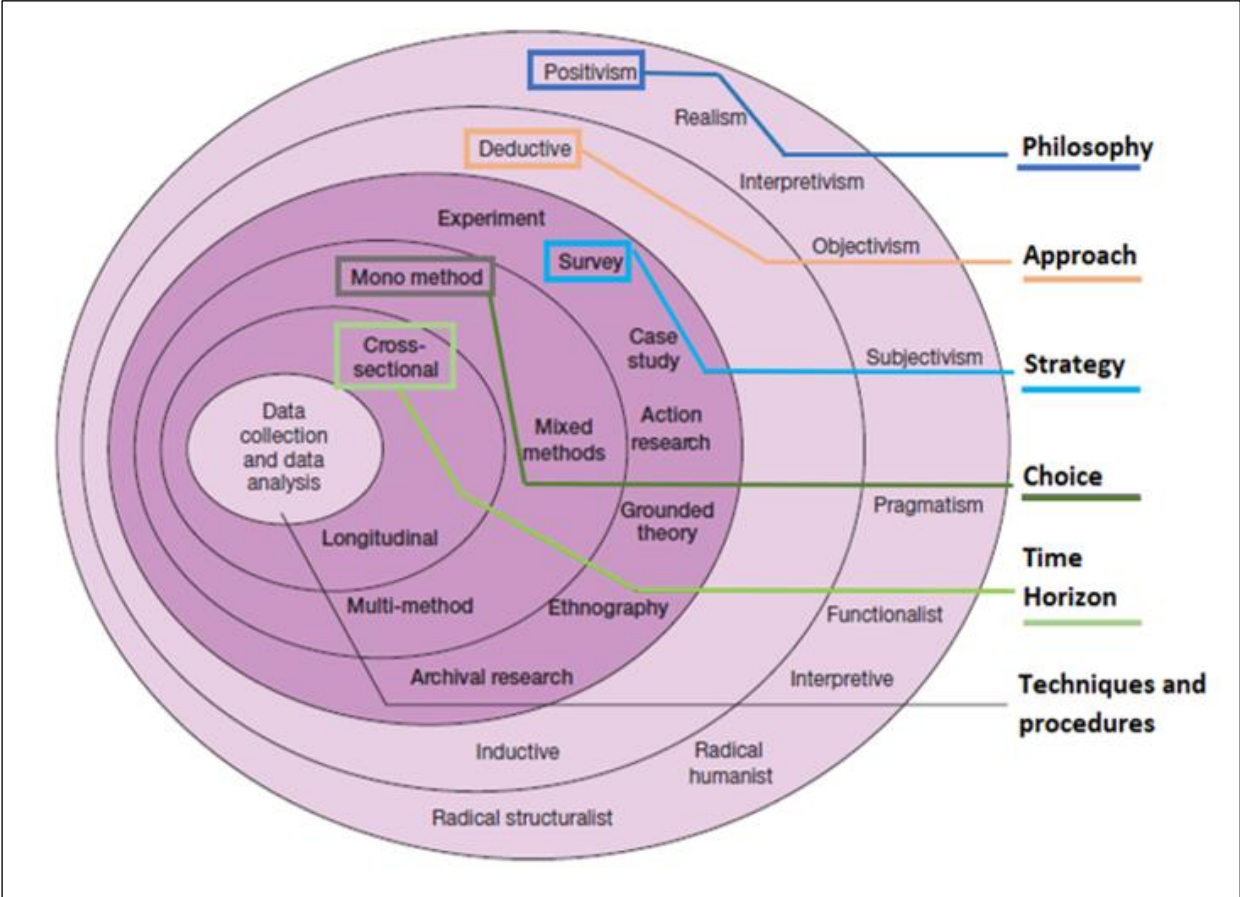 Positivism
Realism
Philosophy
Deductive
Interpretivism
Experiment
Objectivism
Approach
Survey
Mono method
Cross-
sectional
Case
study
Subjectivism
Strategy
Data
collection
and data
analysis
Mixed
methods
Action
research
Choice
Pragmatism
Grounded
theory
Longitudinal
Time
Horizon
Multi-method
Ethnography
Functionalist
Archival research
Interpretive
Techniques and
procedures
Inductive
Radical
humanist
Radical structuralist